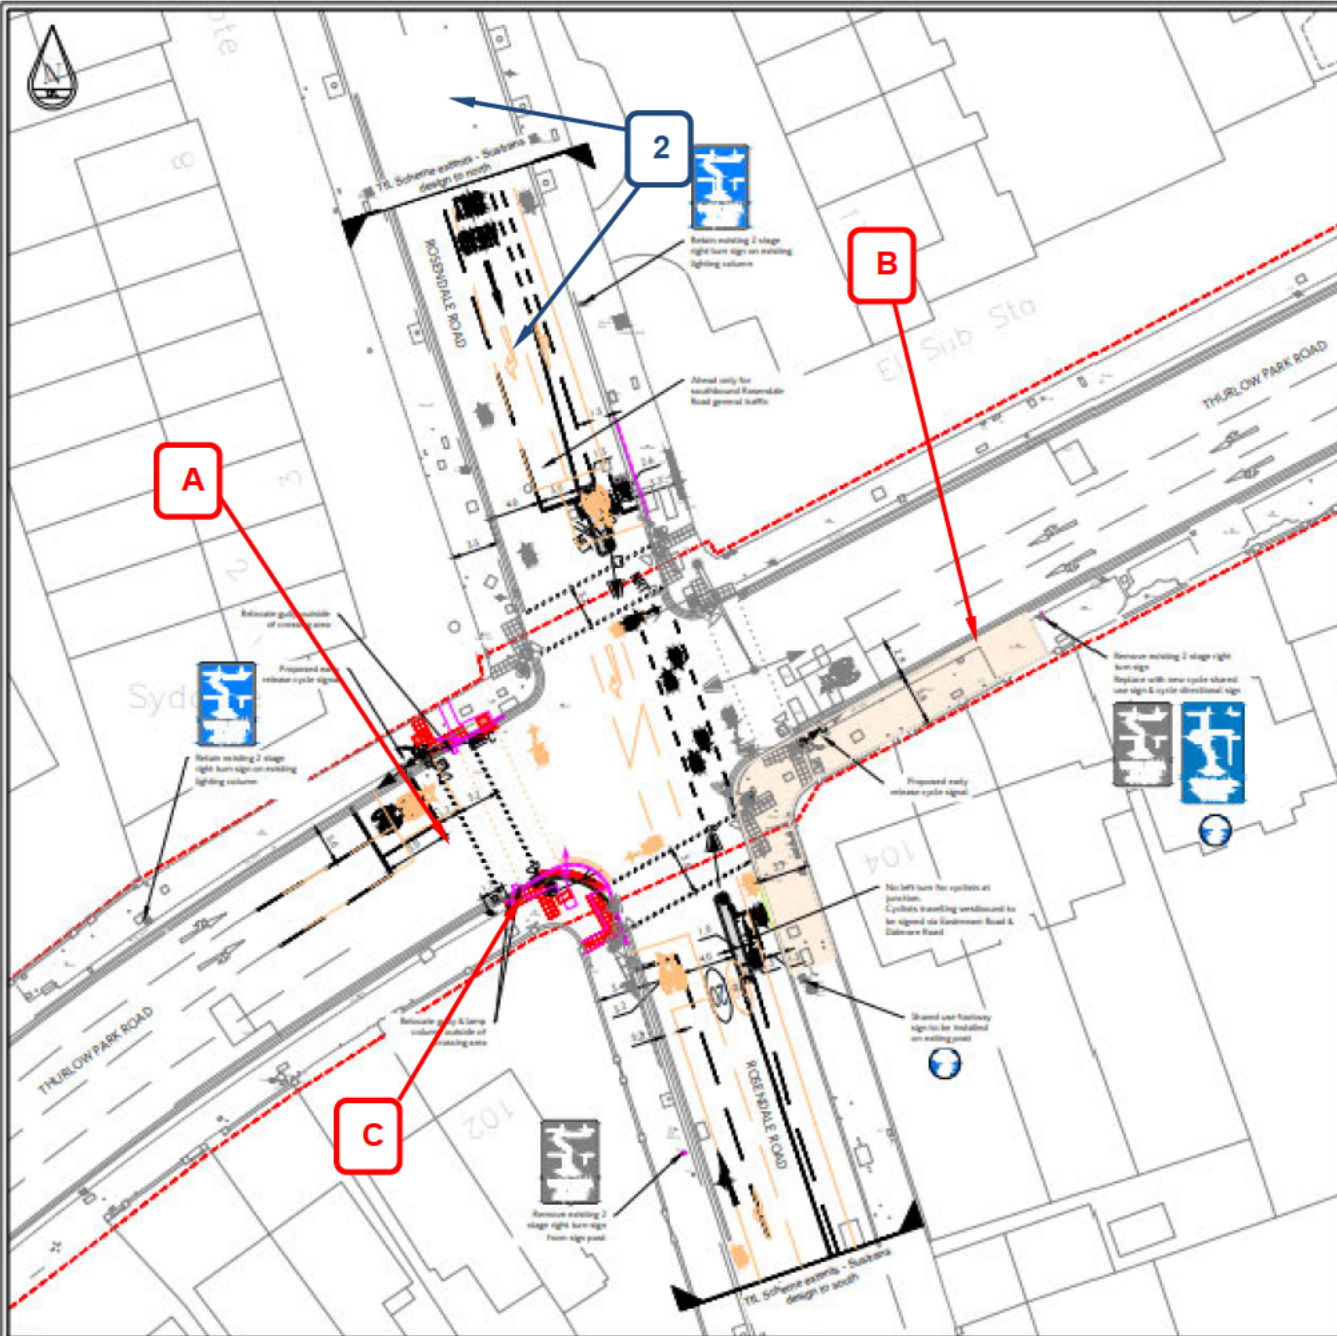 N
2
TfL Scheme extents - Sustrans
design to north
Retain existing 2 stage
right turn sign on existing
lighting column
B
ROSENDALE ROAD
El Sub Sta
THURLOW PARK ROAD
Ahead only for
southbound Rosendale
Road general traffic
A
8
3
2
Relocate gully outside
of crossing area
Proposed early
release cycle signal
Retain existing 2 stage
right turn sign on existing
lighting column
Remove existing 2 stage right
turn sign
Replace with new cycle shared
use sign & cycle directional sign
Proposed early
release cycle signal
104
No left turn for cyclists at
junction.
Cyclists travelling westbound to
be signed via Eastmearn Road &
Dalmore Road
Shared use footway
sign to be installed
on existing post
THURLOW PARK ROAD
Relocate gully & lamp
column outside of
crossing area
C
102
20
ROSENDALE ROAD
Remove existing 2
stage right turn sign
from sign post
TfL Scheme extents - Sustrans
design to south